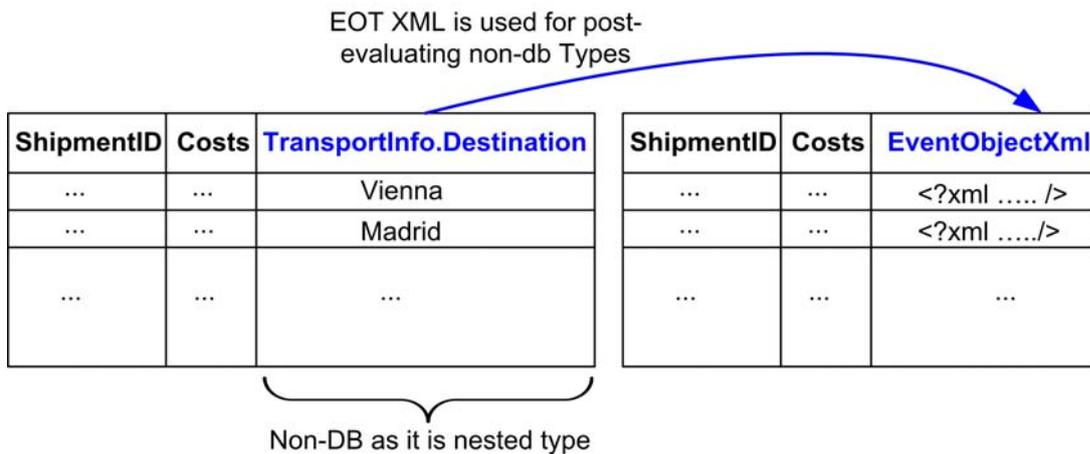 EOT XML is used for post-
evaluating non-db Types
ShipmentID Costs TransportInfo.Destination ShipmentID Costs EventObjectXml
... ... Vienna ... ... <?xml ..... />
... ... Madrid ... ... <?xml ...../>
... ... ... ... ... ...
Non-DB as it is nested type